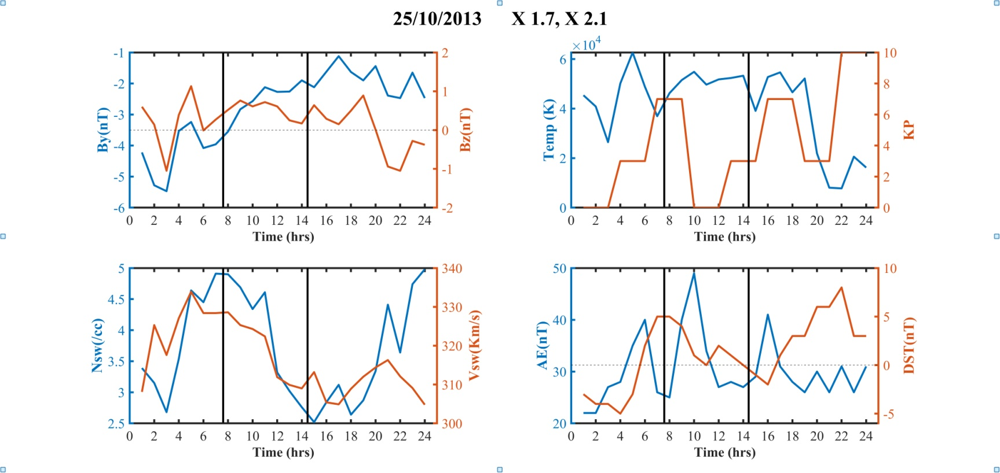 25/10/2013 X 1.7, X 2.1
-1
-2
-3
-4
-5
-6
By(nT)
2
1
0
-1
-2
Bz(nT)
0 2 4 6 8 10 12 14 16 18 20 22 24
Time (hrs)
×10^4
6
4
2
0
Temp (K)
10
8
6
4
2
0
KP
0 2 4 6 8 10 12 14 16 18 20 22 24
Time (hrs)
5
4.5
4
3.5
3
2.5
Nsw(/cc)
340
330
320
310
300
Vsw(Km/s)
0 2 4 6 8 10 12 14 16 18 20 22 24
Time (hrs)
50
40
30
20
AE(nT)
10
5
0
-5
DST(nT)
0 2 4 6 8 10 12 14 16 18 20 22 24
Time (hrs)